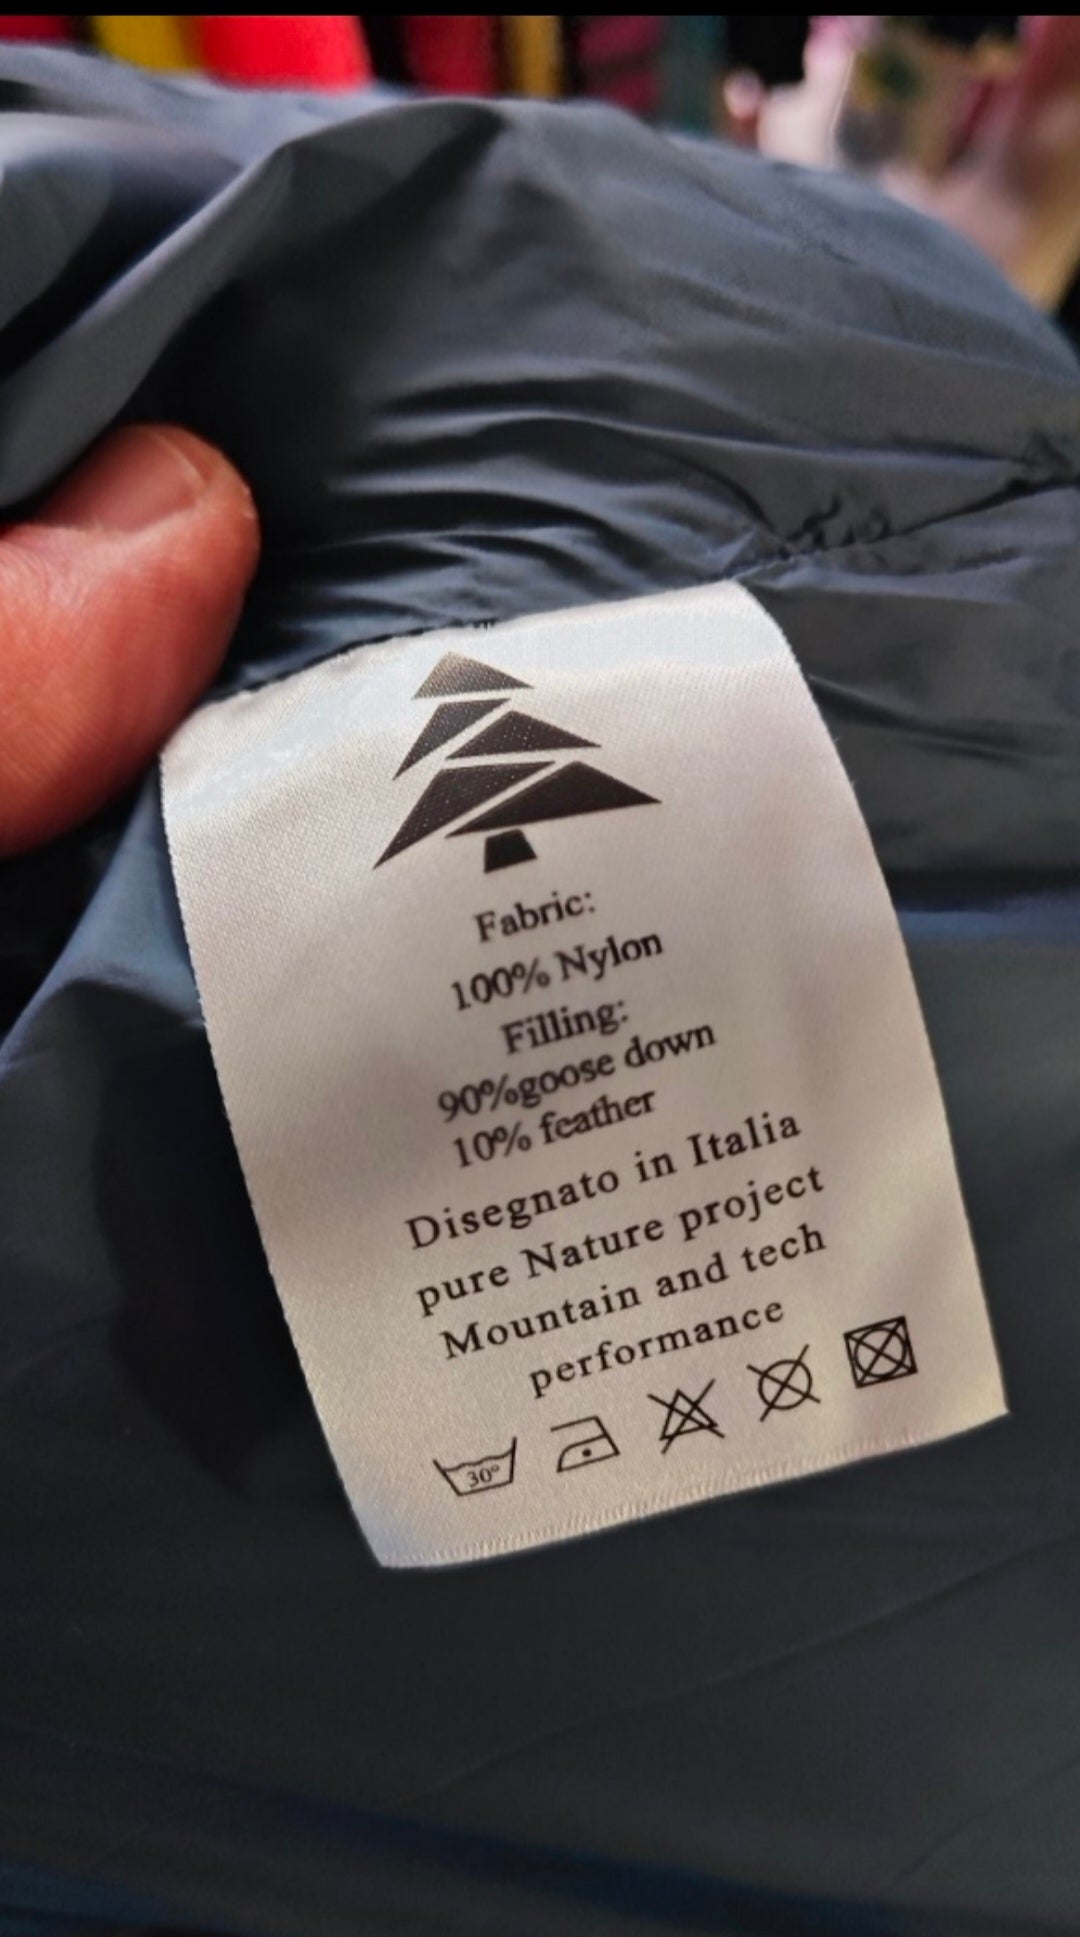 Fabric:
100% Nylon
Filling:
90%goose down
10% feather
Disegnato in Italia
pure Nature project
Mountain and tech
performance
30°